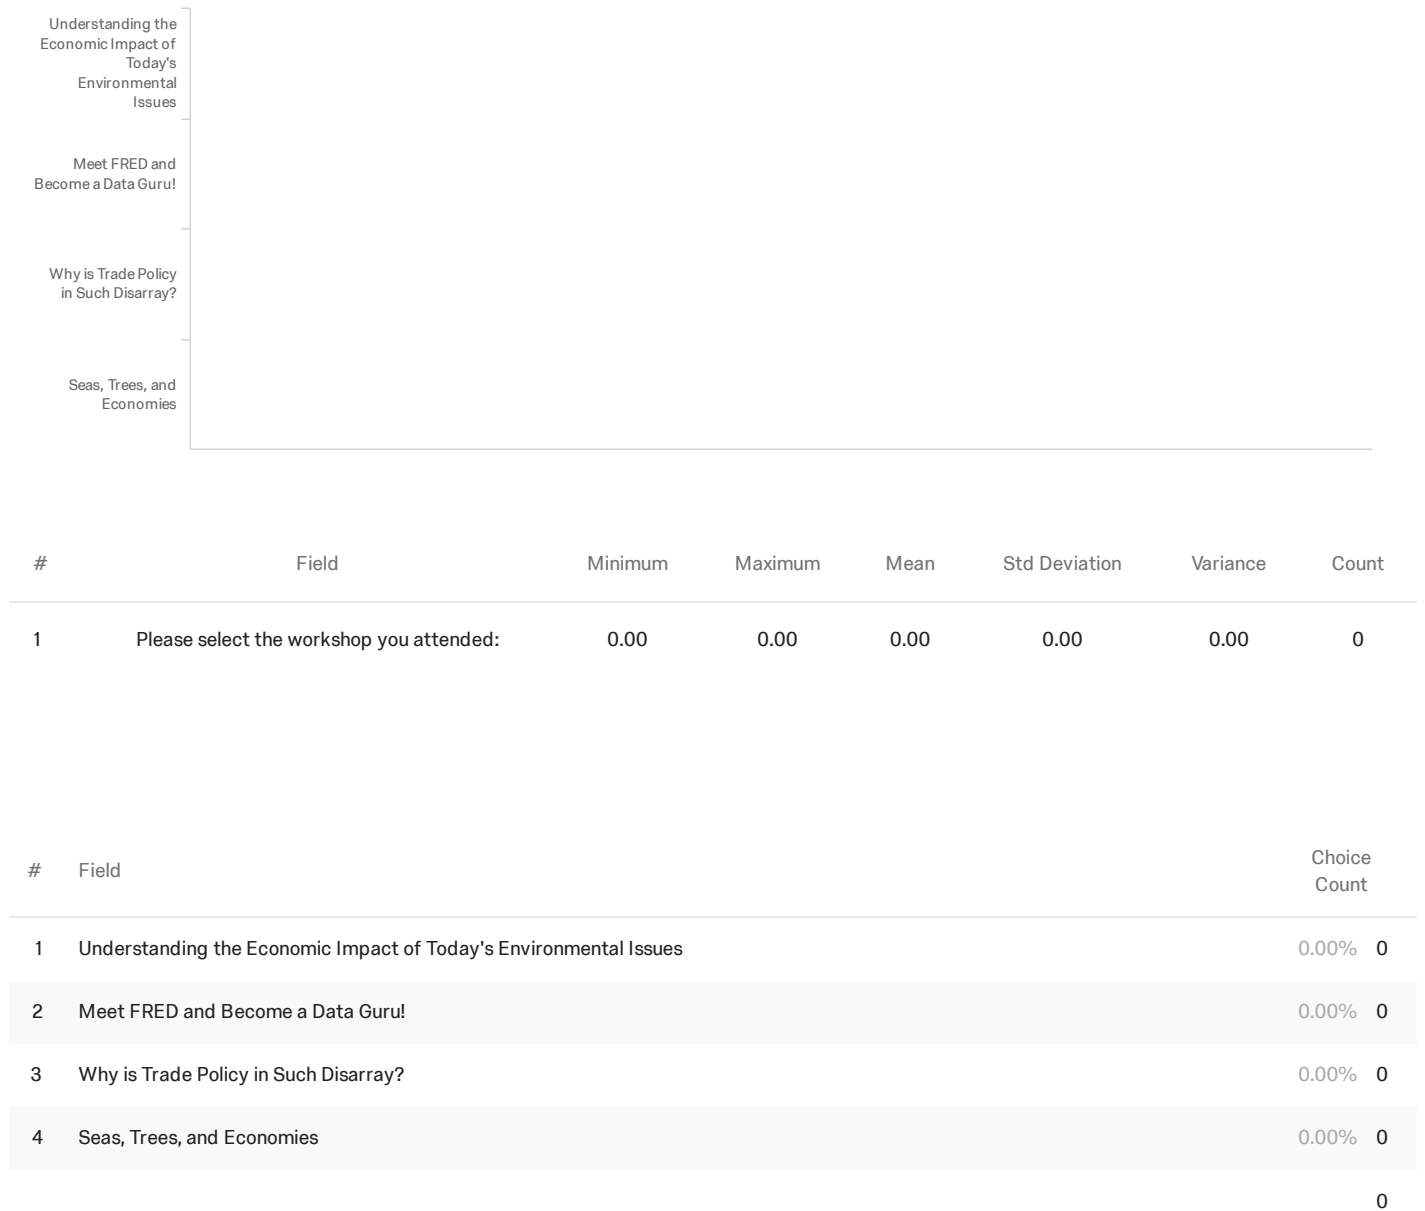 Understanding the
Economic Impact of
Today's
Environmental
Issues
Meet FRED and
Become a Data Guru!
Why is Trade Policy
in Such Disarray?
Seas, Trees, and
Economies
# Field Minimum Maximum Mean Std Deviation Variance Count
1 Please select the workshop you attended: 0.00 0.00 0.00 0.00 0.00 0
# Field Choice
Count
1 Understanding the Economic Impact of Today's Environmental Issues 0.00% 0
2 Meet FRED and Become a Data Guru! 0.00% 0
3 Why is Trade Policy in Such Disarray? 0.00% 0
4 Seas, Trees, and Economies 0.00% 0
0